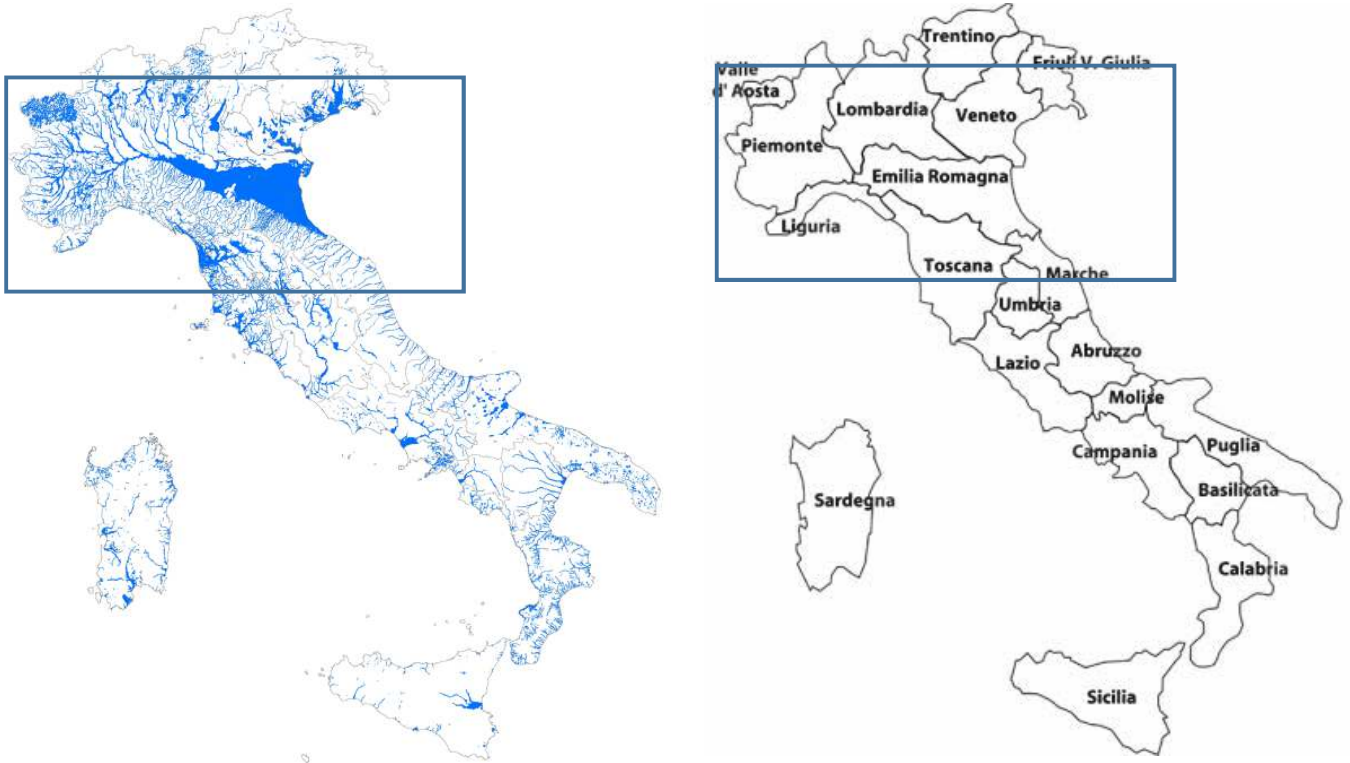 Trentino
Friuli V. Giulia
Valle
d' Aosta
Lombardia
Veneto
Piemonte
Emilia Romagna
Liguria
Toscana
Marche
Umbria
Abruzzo
Lazio
Molise
Puglia
Campania
Basilicata
Sardegna
Calabria
Sicilia